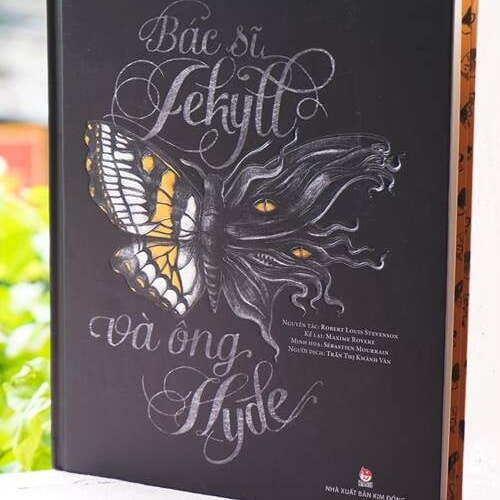 Bác sĩ
Jekyll
NGUYÊN TÁC: ROBERT LOUIS STEVENSON
KỂ LẠI: MAXIME ROVERE
MINH HOẠ: SÉBASTIEN MOURRAIN
NGƯỜI DỊCH: TRẦN THỊ KHÁNH VÂN
và ông
Hyde
NHÀ XUẤT BẢN KIM ĐỒNG